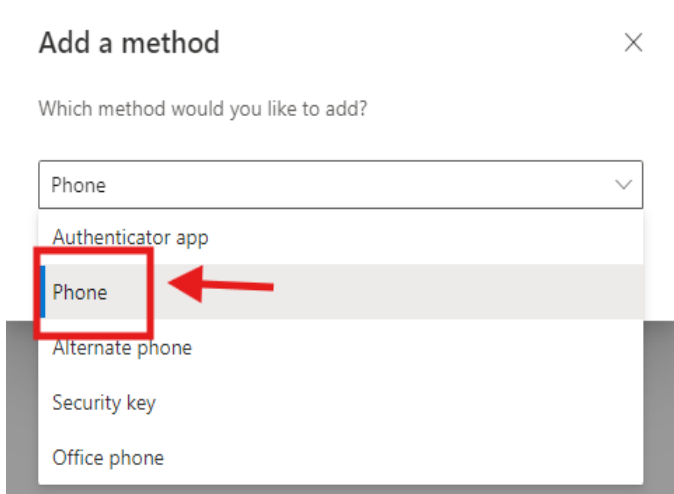 Add a method
Which method would you like to add?
Phone
Authenticator app
Phone
Alternate phone
Security key
Office phone